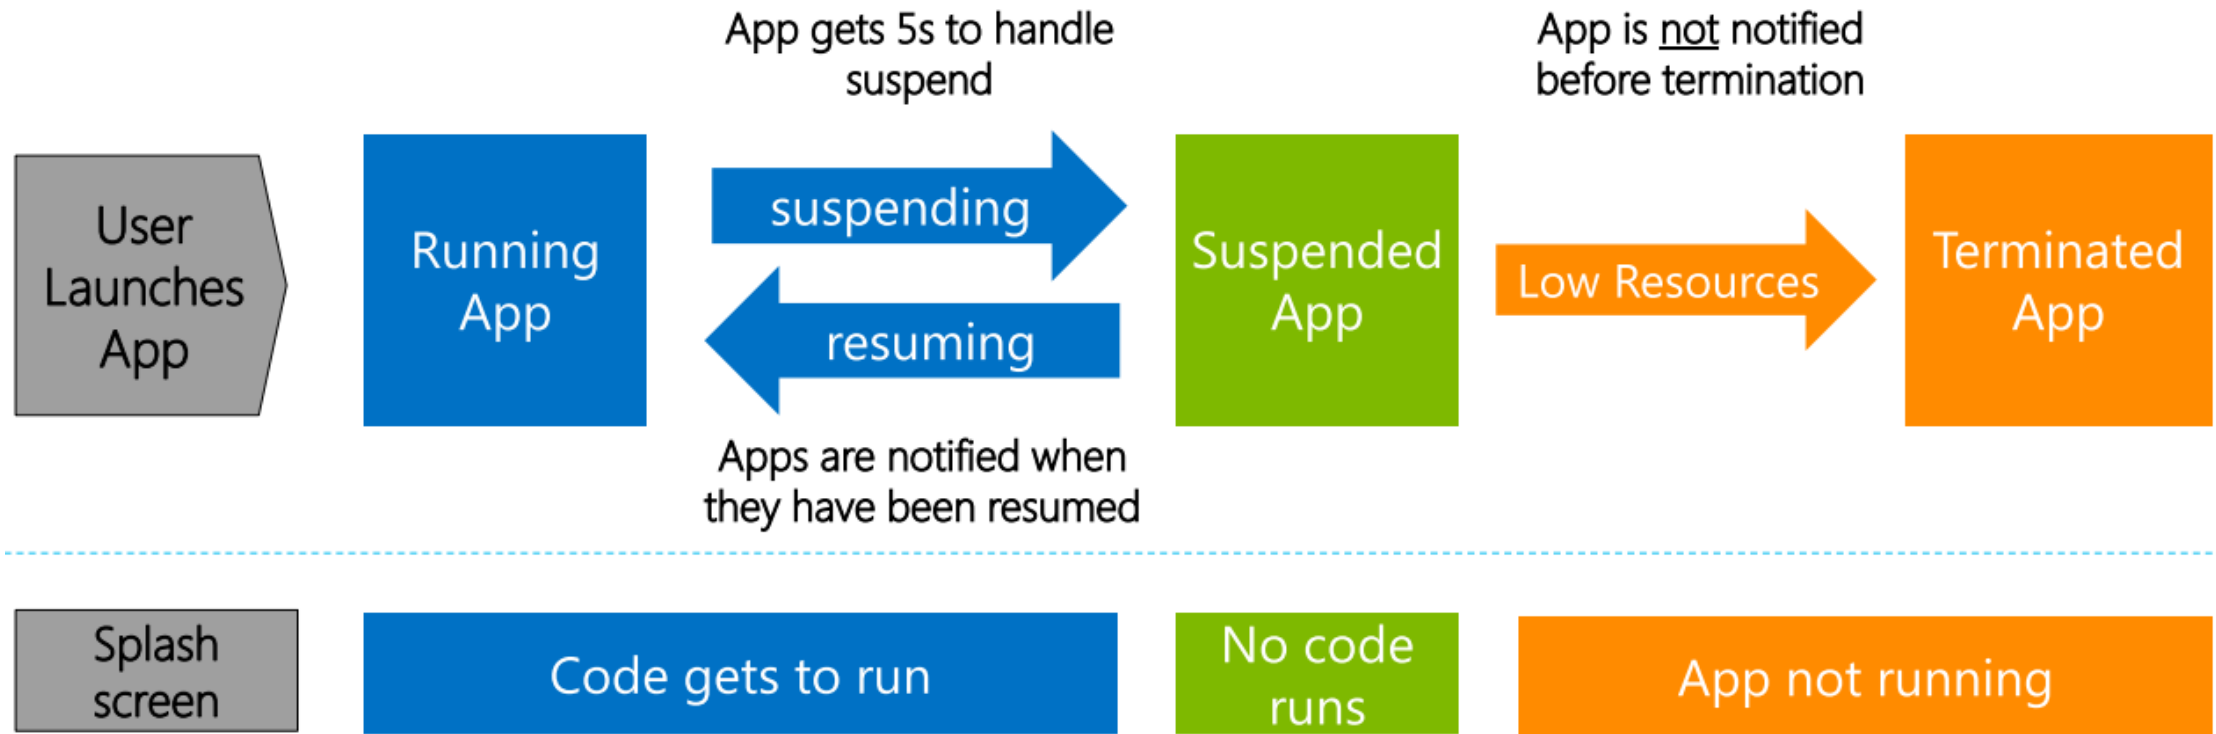 App gets 5s to handle
suspend
App is not notified
before termination
User
Launches
App
Running
App
suspending
resuming
Suspended
App
Low Resources
Terminated
App
Apps are notified when
they have been resumed
Splash
screen
Code gets to run
No code
runs
App not running